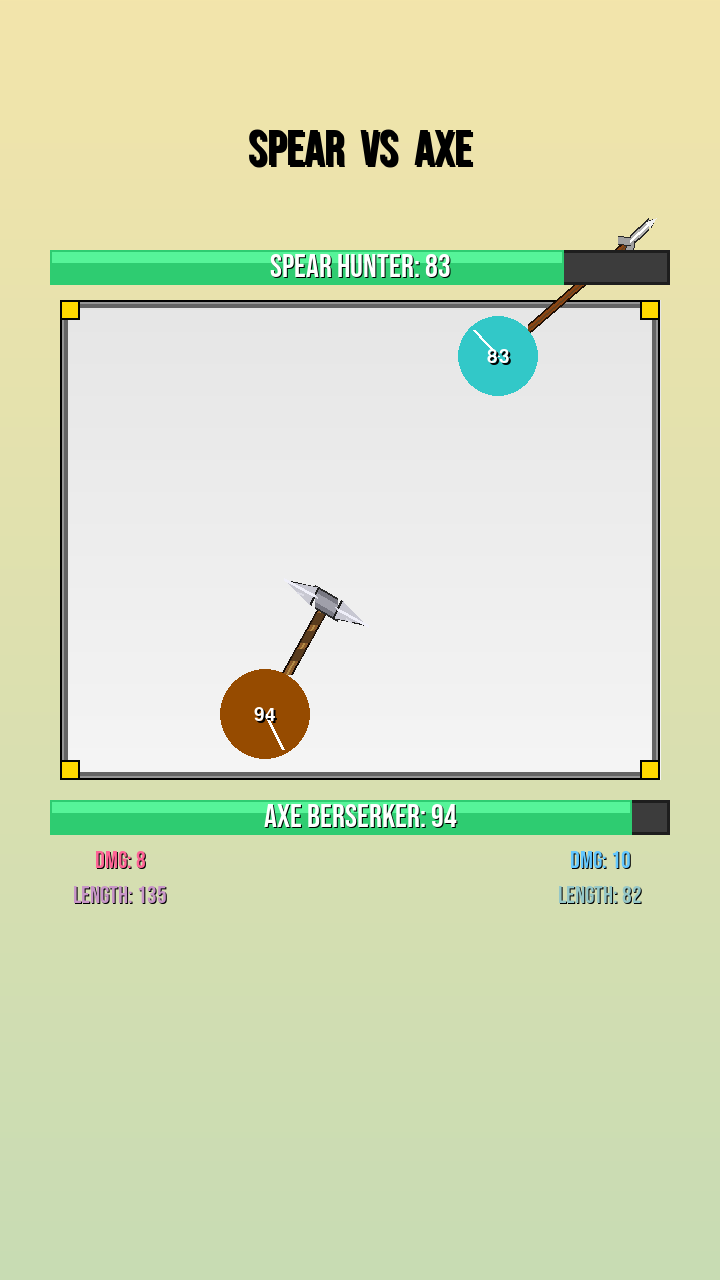 SPEAR VS AXE
SPEAR HUNTER: 83
83
94
AXE BERSERKER: 94
DMG: 8
DMG: 10
LENGTH: 135
LENGTH: 82